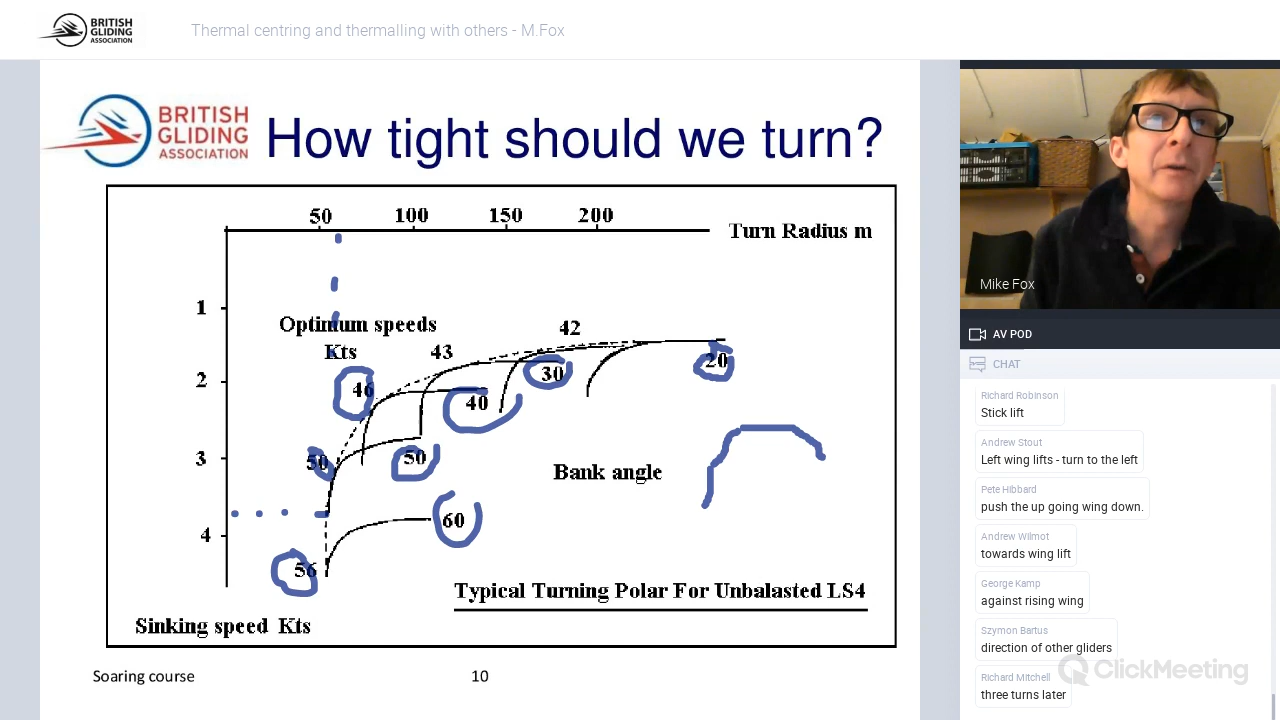 BRITISH
GLIDING
ASSOCIATION
Thermal centring and thermalling with others - M.Fox
BRITISH
GLIDING
ASSOCIATION
How tight should we turn?
50 100 150 200
Turn Radius m
1
Optimum speeds
Kts
43
42
2
46
40
30
20
3
50
50
Bank angle
4
60
56
Typical Turning Polar For Unbalasted LS4
Sinking speed Kts
Soaring course
10
Mike Fox
AV POD
CHAT
Richard Robinson
Stick lift
Andrew Stout
Left wing lifts - turn to the left
Pete Hibbard
push the up going wing down.
Andrew Wilmot
towards wing lift
George Kamp
against rising wing
Szymon Bartus
direction of other gliders
Richard Mitchell
three turns later
ClickMeeting